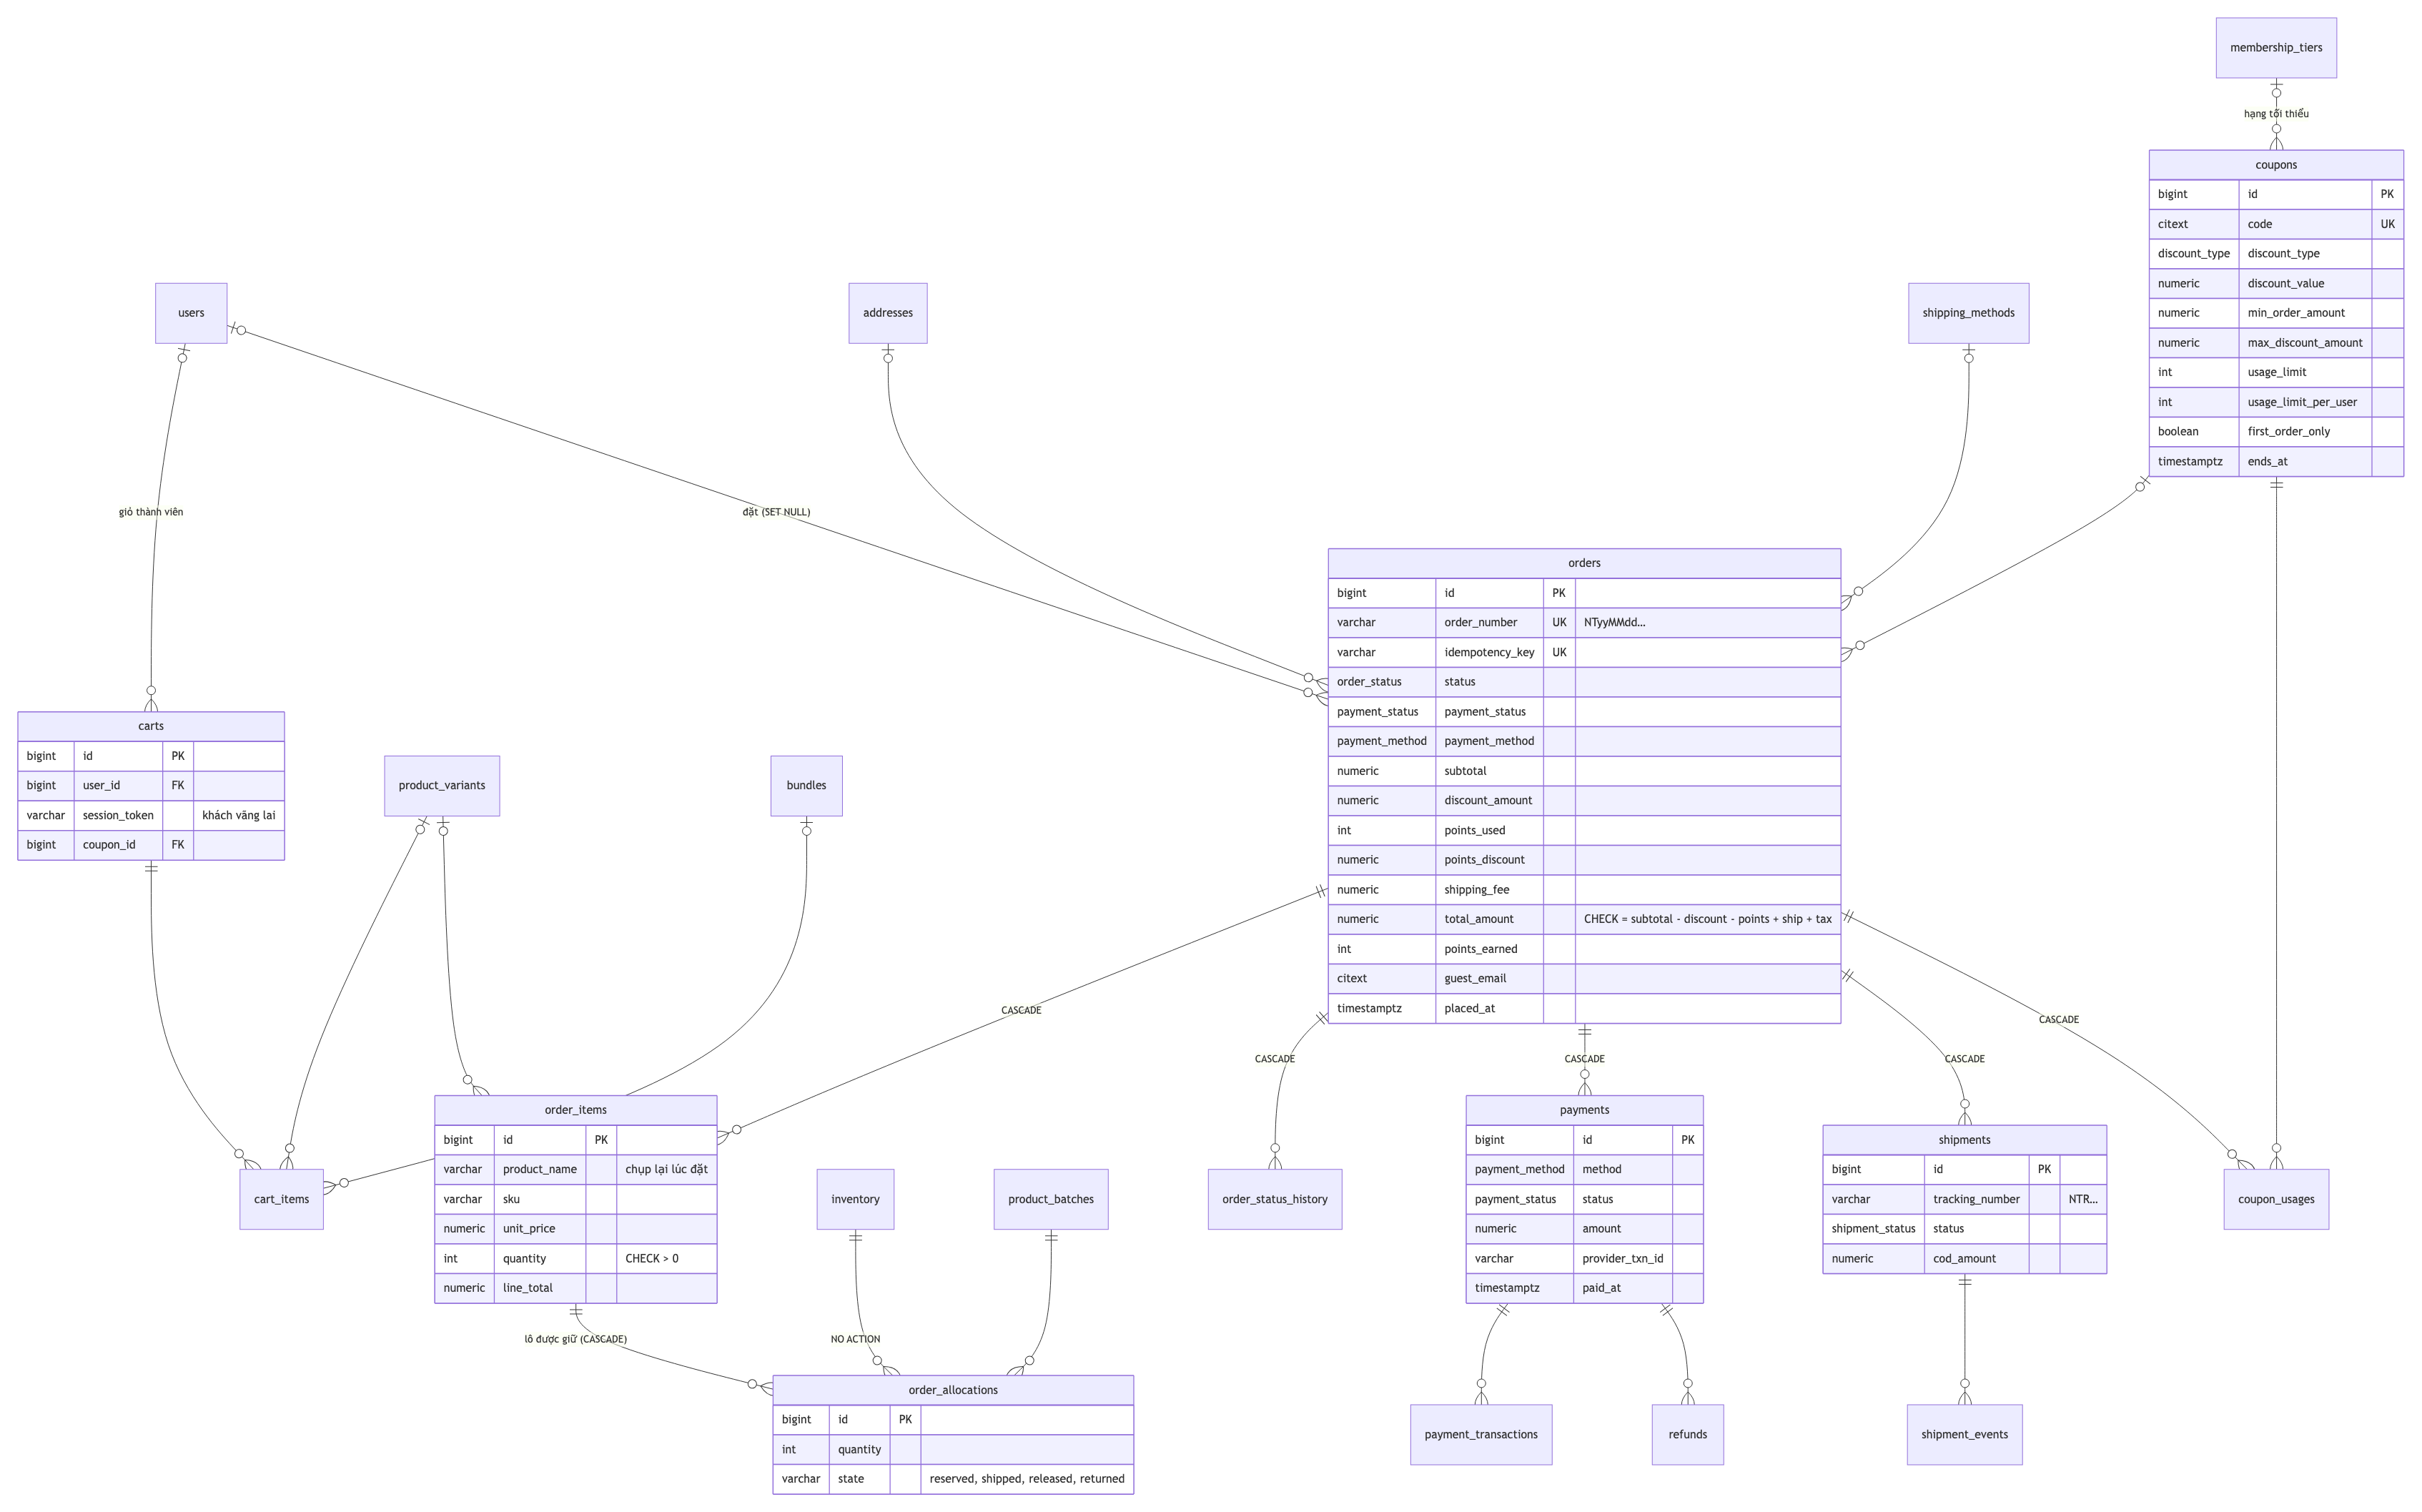 membership_tiers
hạng tối thiểu
coupons
bigint id PK
citext code UK
discount_type discount_type
numeric discount_value
numeric min_order_amount
numeric max_discount_amount
int usage_limit
int usage_limit_per_user
boolean first_order_only
timestamptz ends_at
users
addresses
shipping_methods
giỏ thành viên
đặt (SET NULL)
orders
bigint id PK
varchar order_number UK NTyyMMdd...
varchar idempotency_key UK
order_status status
payment_status payment_status
payment_method payment_method
numeric subtotal
numeric discount_amount
int points_used
numeric points_discount
numeric shipping_fee
numeric total_amount CHECK = subtotal - discount - points + ship + tax
int points_earned
citext guest_email
timestamptz placed_at
carts
bigint id PK
bigint user_id FK
varchar session_token khách vãng lai
bigint coupon_id FK
product_variants
bundles
CASCADE
CASCADE
CASCADE
CASCADE
CASCADE
order_items
bigint id PK
varchar product_name chụp lại lúc đặt
varchar sku
numeric unit_price
int quantity CHECK > 0
numeric line_total
payments
bigint id PK
payment_method method
payment_status status
numeric amount
varchar provider_txn_id
timestamptz paid_at
shipments
bigint id PK
varchar tracking_number NTR...
shipment_status status
numeric cod_amount
cart_items
inventory
product_batches
order_status_history
coupon_usages
lô được giữ (CASCADE)
NO ACTION
order_allocations
bigint id PK
int quantity
varchar state reserved, shipped, released, returned
payment_transactions
refunds
shipment_events